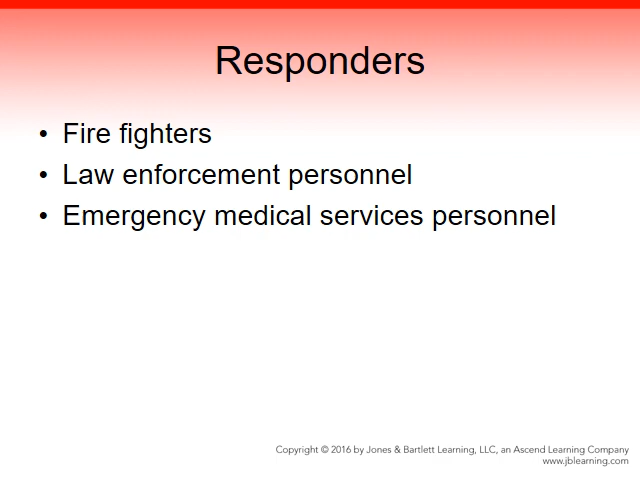 Responders
• Fire fighters
• Law enforcement personnel
• Emergency medical services personnel
Copyright © 2016 by Jones & Bartlett Learning, LLC, an Ascend Learning Company
www.jblearning.com